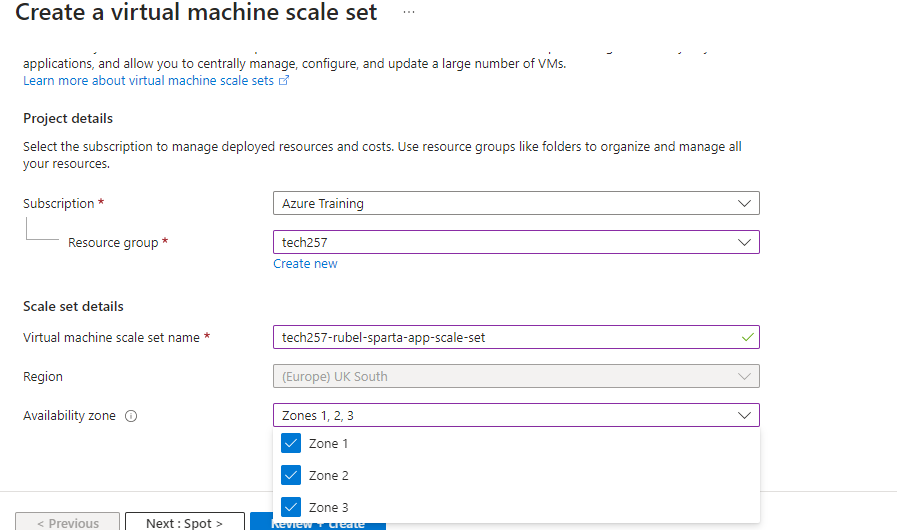 Create a virtual machine scale set ...
applications, and allow you to centrally manage, configure, and update a large number of VMs.
Learn more about virtual machine scale sets
Project details
Select the subscription to manage deployed resources and costs. Use resource groups like folders to organize and manage all
your resources.
Subscription *
Azure Training
Resource group *
tech257
Create new
Scale set details
Virtual machine scale set name *
tech257-rubel-sparta-app-scale-set
Region
(Europe) UK South
Availability zone
Zones 1, 2, 3
Zone 1
Zone 2
Zone 3
< Previous
Next : Spot >
Review + create